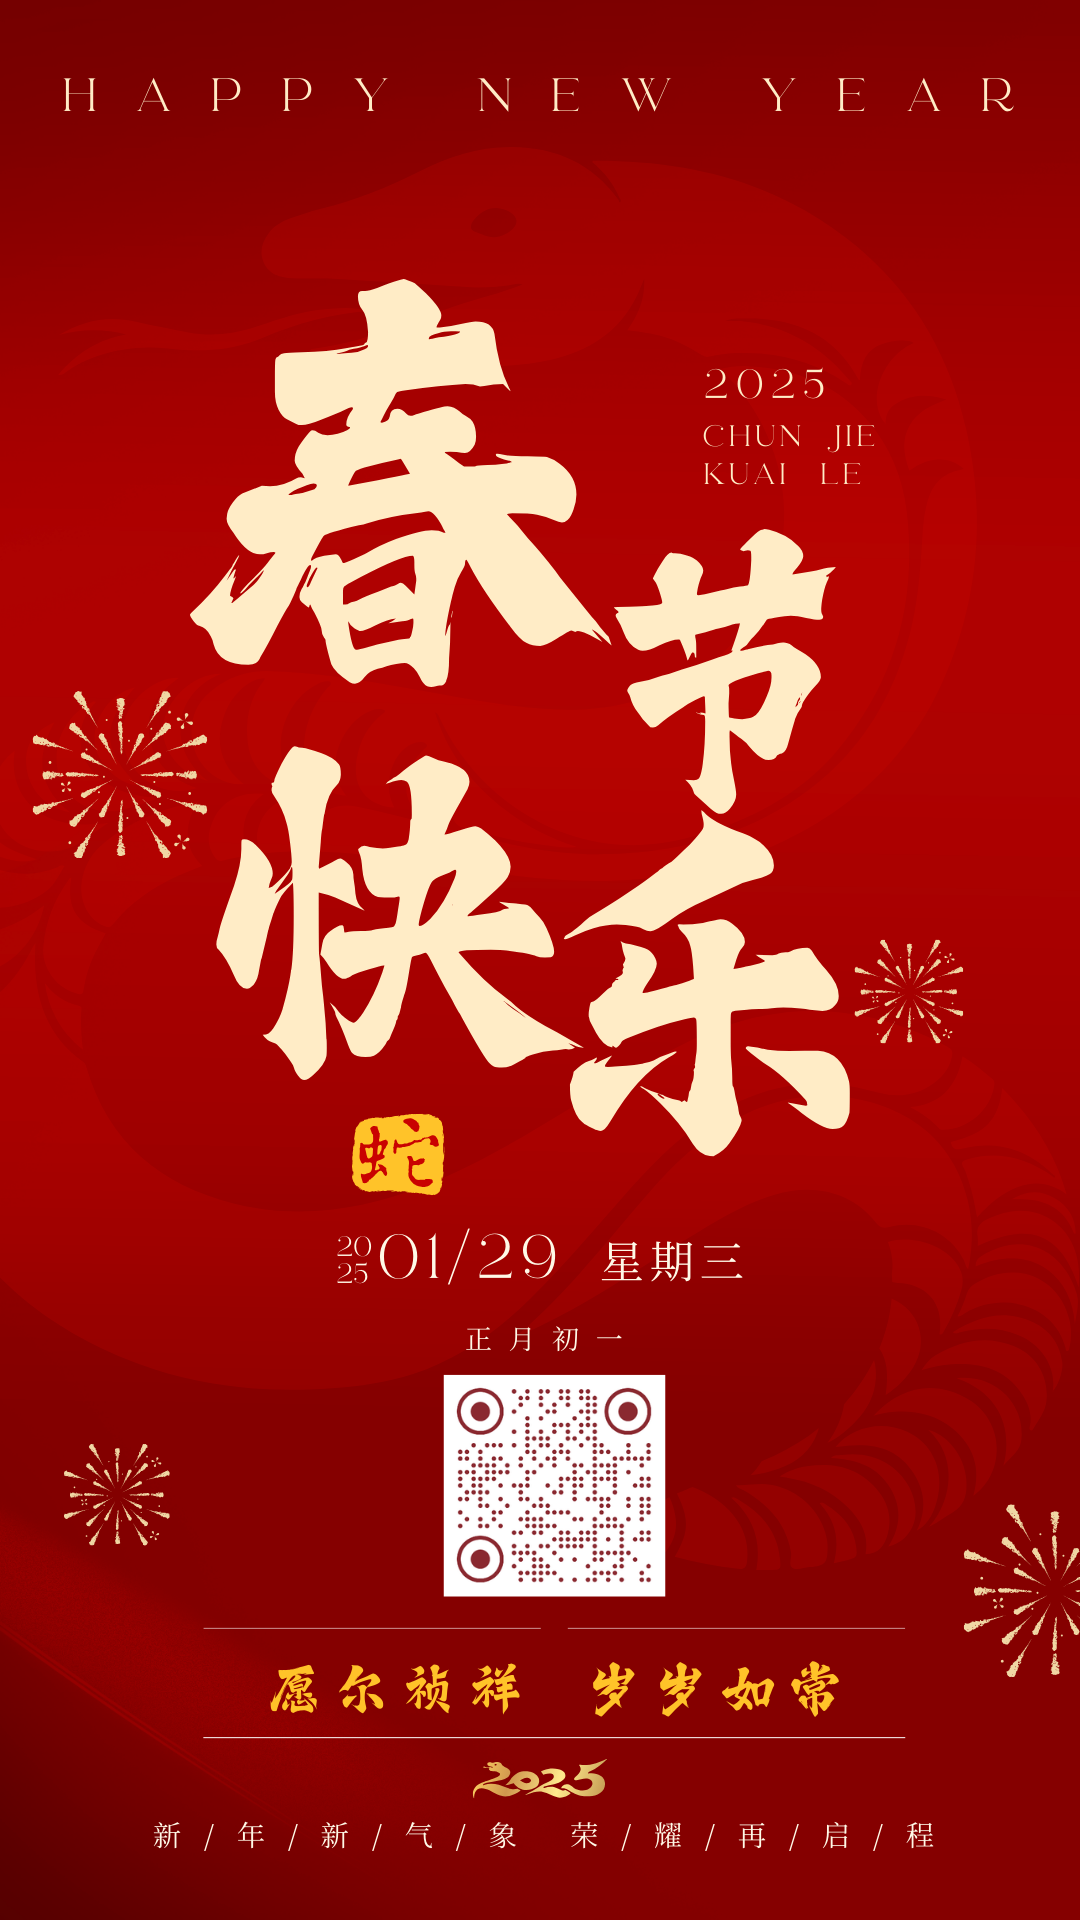 HAPPY NEW YEAR
春节
快乐
2025
CHUN JIE
KUAI LE
蛇
2025 01/29 星期三
正月初一
愿尔祯祥 岁岁如常
2025
新/年/新/气/象 荣/耀/再/启/程